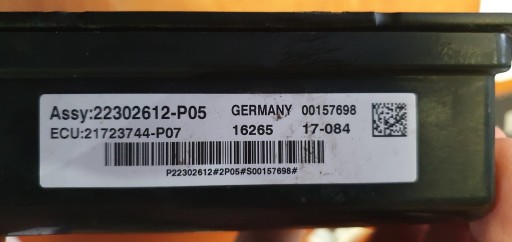 Assy:22302612-P05 GERMANY 00157698
ECU:21723744-P07 16265 17-084
P22302612#2P05#S00157698#